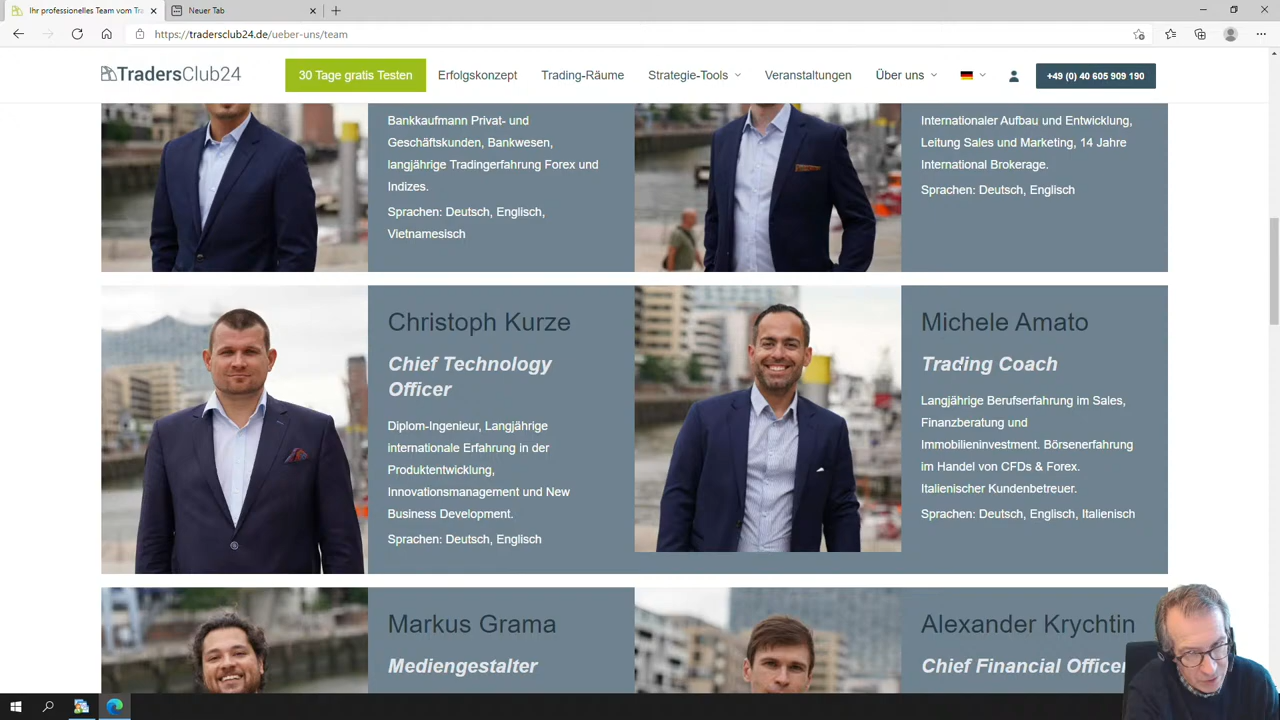 Ihr professionelles Team vom Tra
Neuer Tab
https://tradersclub24.de/ueber-uns/team
TradersClub24
30 Tage gratis Testen
Erfolgskonzept
Trading-Räume
Strategie-Tools
Veranstaltungen
Über uns
+49 (0) 40 605 909 190
Bankkaufmann Privat- und
Geschäftskunden, Bankwesen,
langjährige Tradingerfahrung Forex und
Indizes.
Sprachen: Deutsch, Englisch,
Vietnamesisch
Internationaler Aufbau und Entwicklung,
Leitung Sales und Marketing, 14 Jahre
International Brokerage.
Sprachen: Deutsch, Englisch
Christoph Kurze
Chief Technology
Officer
Diplom-Ingenieur, Langjährige
internationale Erfahrung in der
Produktentwicklung,
Innovationsmanagement und New
Business Development.
Sprachen: Deutsch, Englisch
Michele Amato
Trading Coach
Langjährige Berufserfahrung im Sales,
Finanzberatung und
Immobilieninvestment. Börsenerfahrung
im Handel von CFDs & Forex.
Italienischer Kundenbetreuer.
Sprachen: Deutsch, Englisch, Italienisch
Markus Grama
Mediengestalter
Alexander Krychtin
Chief Financial Officer